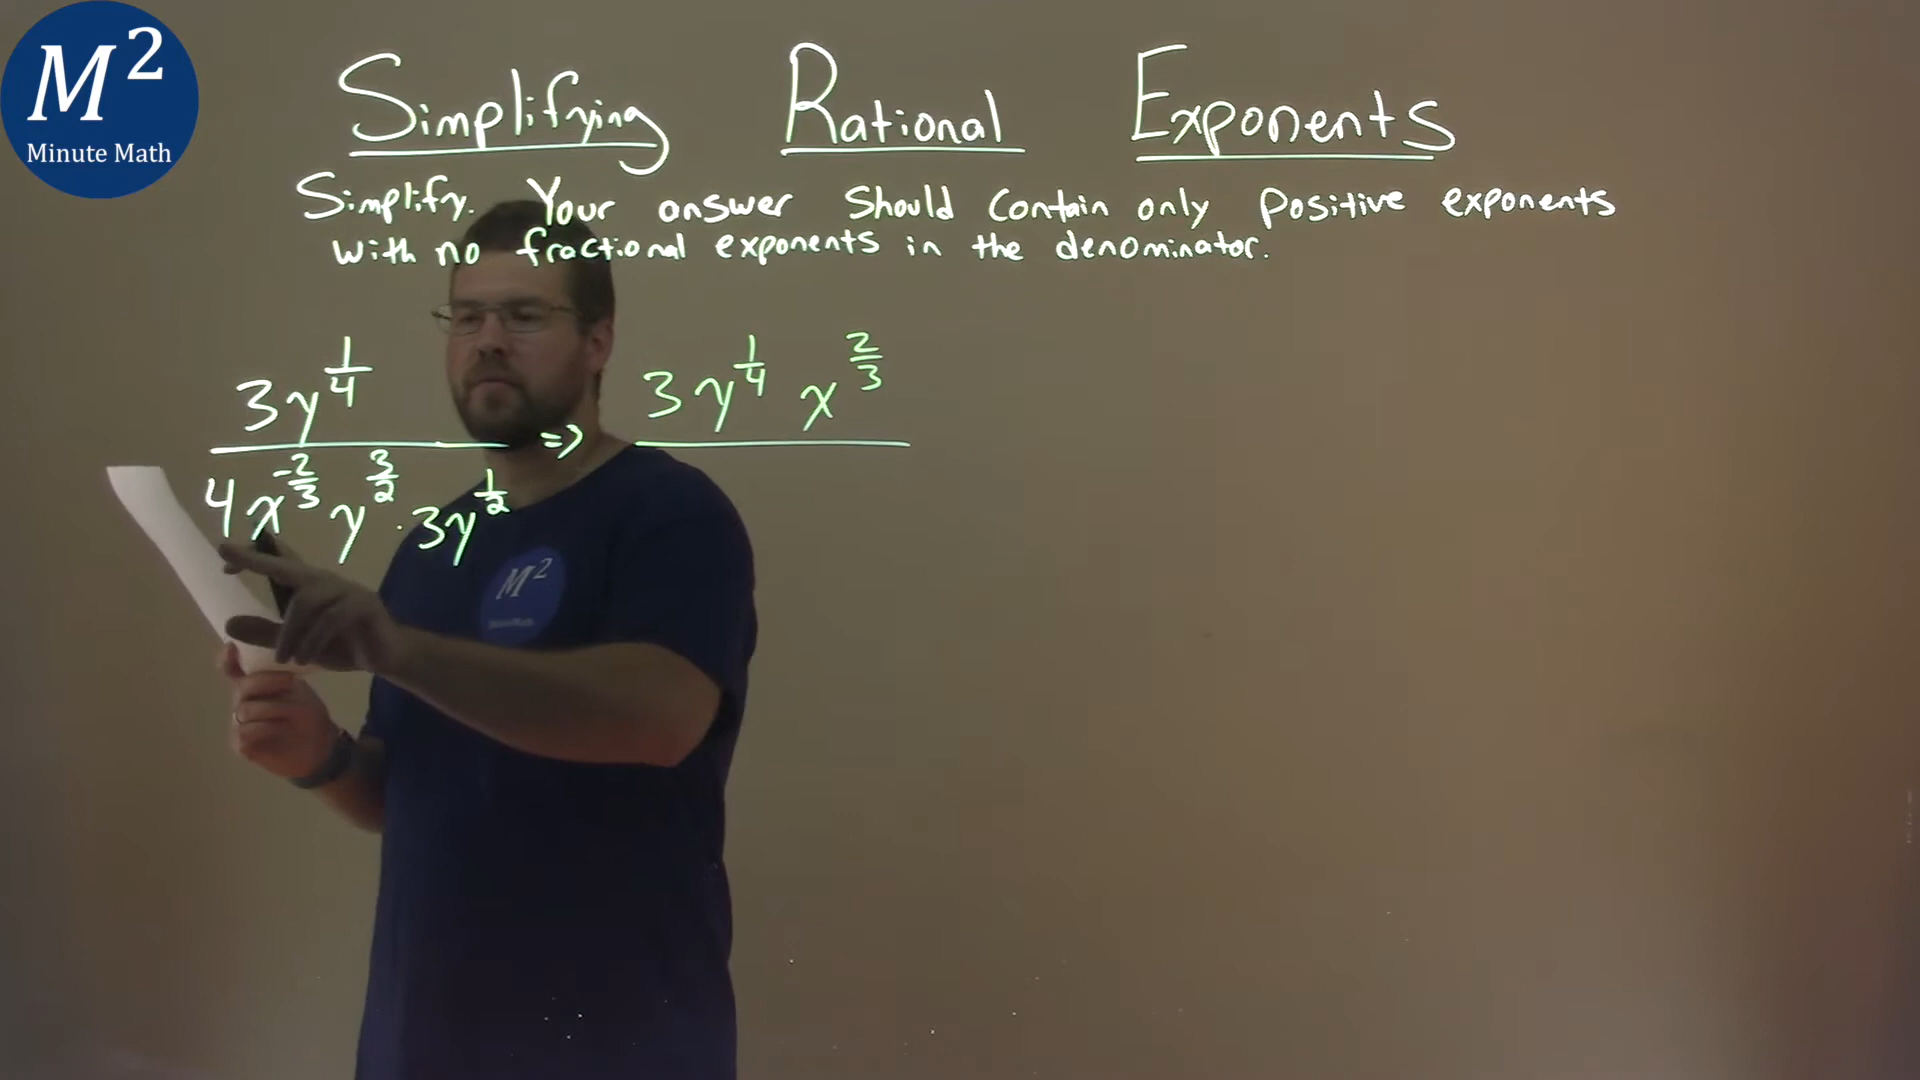 M²
Minute Math
Simplifying Rational Exponents
Simplify. Your answer should contain only positive exponents
with no fractional exponents in the denominator.
3y^(1/4) / (4x^(-2/3) y^(3/2) · 3y^(1/2)) => 3y^(1/4) x^(2/3)
M²
Minute Math